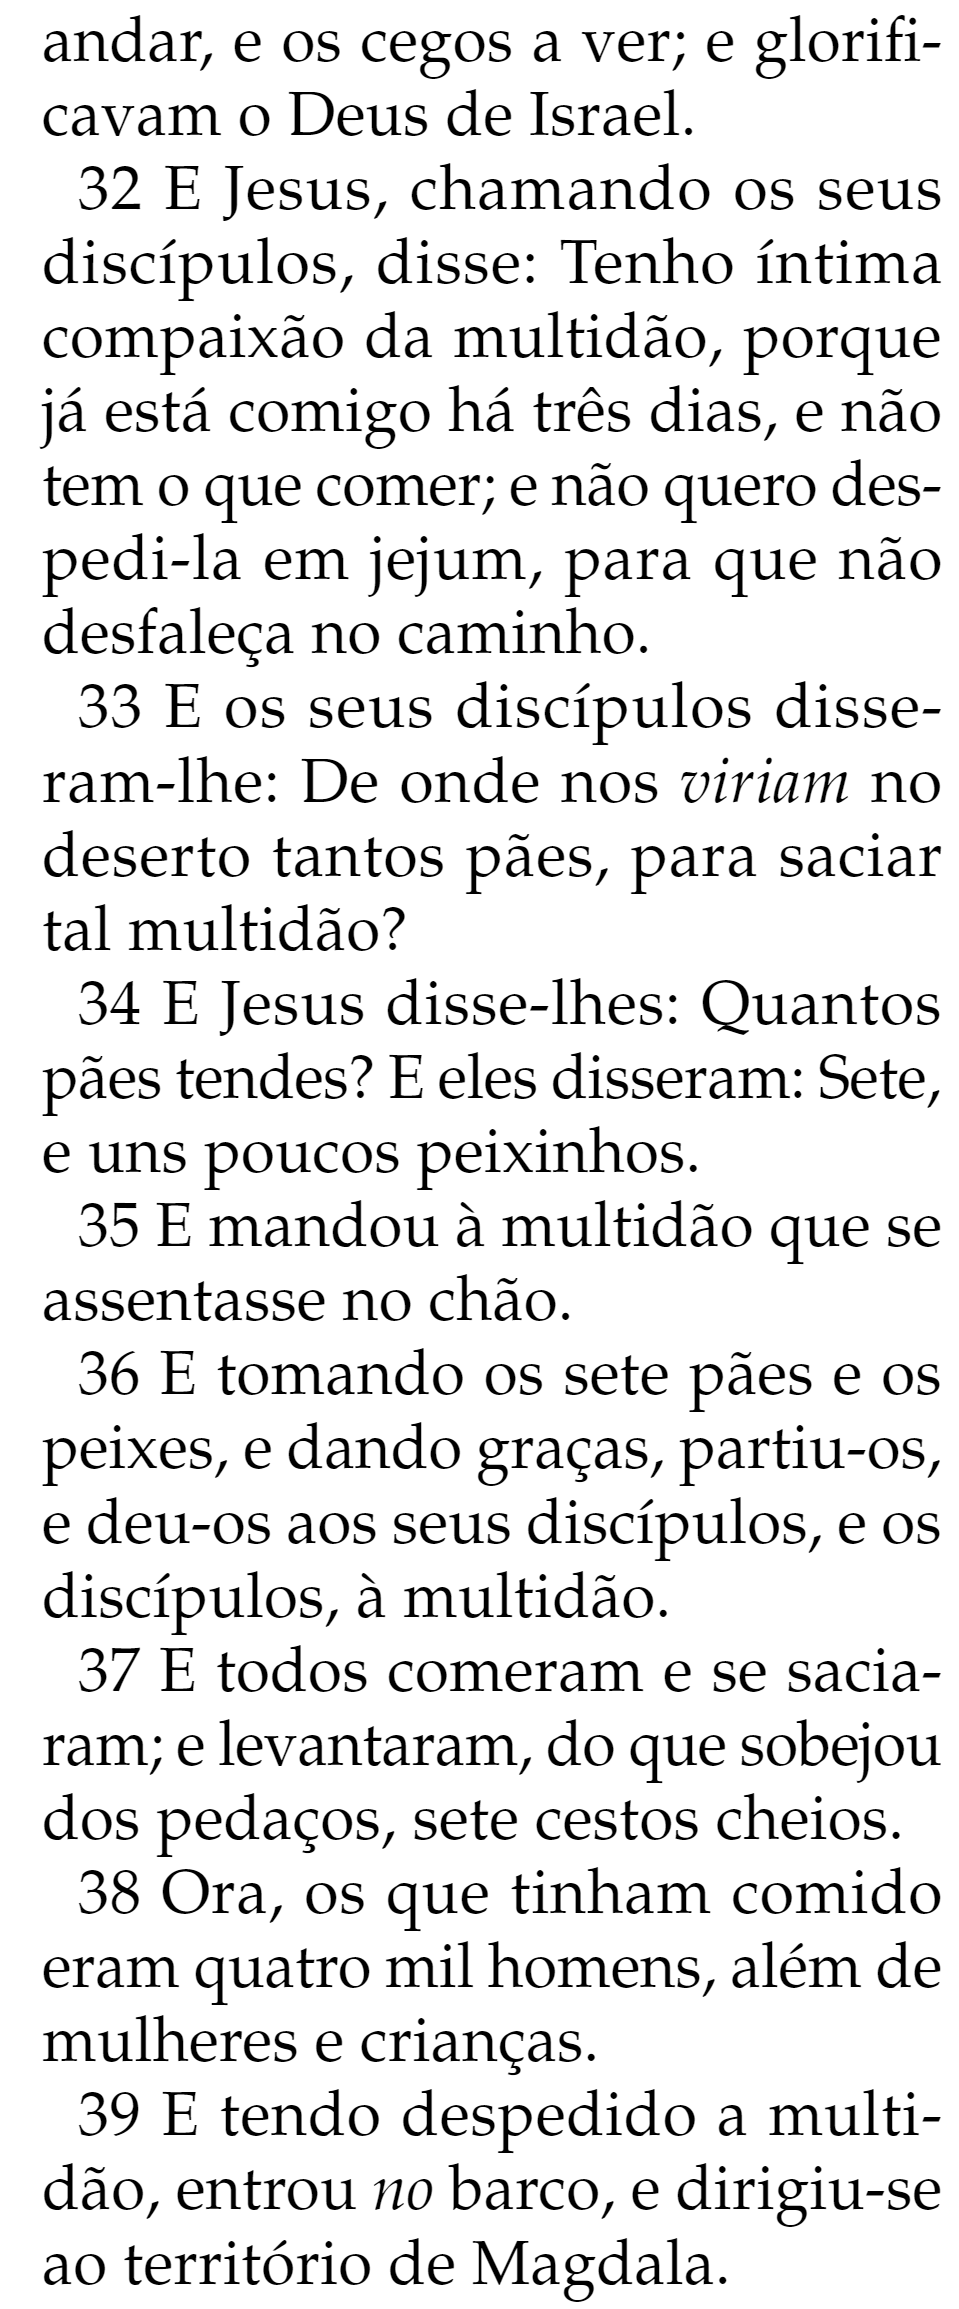 andar, e os cegos a ver; e glorifi-
cavam o Deus de Israel.
32 E Jesus, chamando os seus
discípulos, disse: Tenho íntima
compaixão da multidão, porque
já está comigo há três dias, e não
tem o que comer; e não quero des-
pedi-la em jejum, para que não
desfaleça no caminho.
33 E os seus discípulos disse-
ram-lhe: De onde nos viriam no
deserto tantos pães, para saciar
tal multidão?
34 E Jesus disse-lhes: Quantos
pães tendes? E eles disseram: Sete,
e uns poucos peixinhos.
35 E mandou à multidão que se
assentasse no chão.
36 E tomando os sete pães e os
peixes, e dando graças, partiu-os,
e deu-os aos seus discípulos, e os
discípulos, à multidão.
37 E todos comeram e se sacia-
ram; e levantaram, do que sobejou
dos pedaços, sete cestos cheios.
38 Ora, os que tinham comido
eram quatro mil homens, além de
mulheres e crianças.
39 E tendo despedido a multi-
dão, entrou no barco, e dirigiu-se
ao território de Magdala.